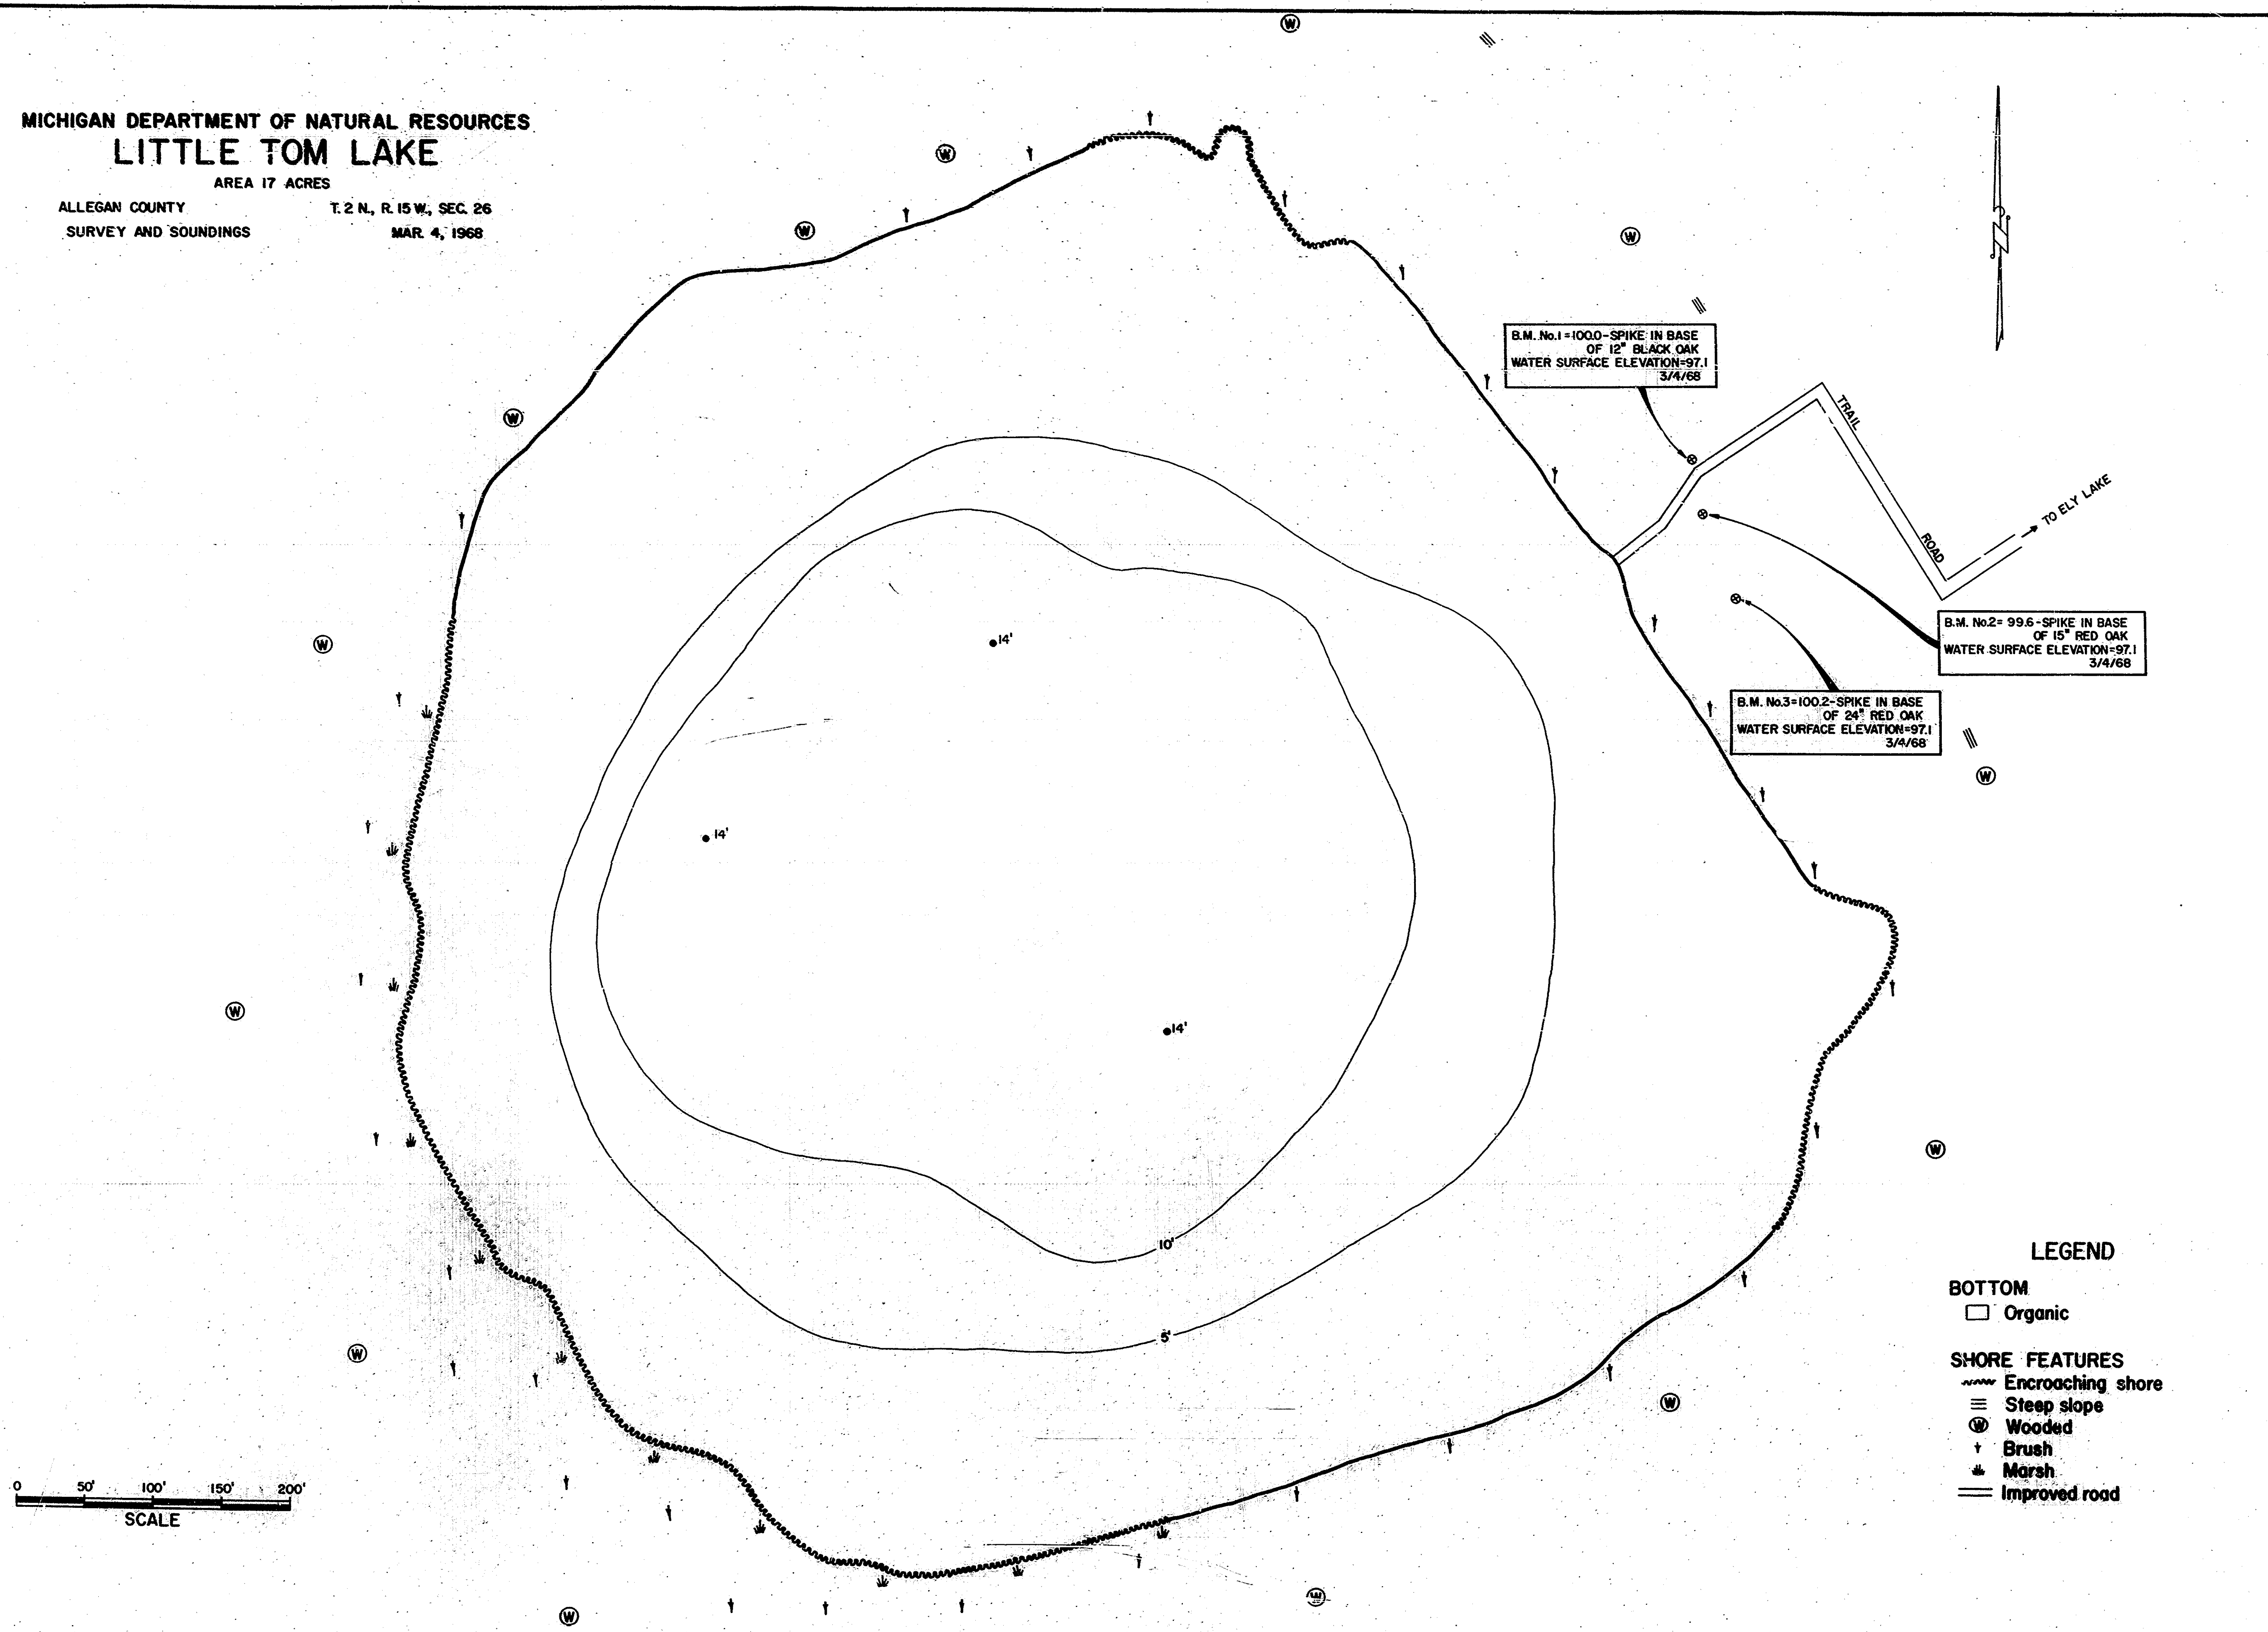 MICHIGAN DEPARTMENT OF NATURAL RESOURCES
LITTLE TOM LAKE
AREA 17 ACRES
ALLEGAN COUNTY T. 2 N., R. 15 W., SEC. 26
SURVEY AND SOUNDINGS MAR. 4, 1968
W
W
W
W
W
W
W
W
W
W
W
W
W
W
N
B.M. No.1=100.0-SPIKE IN BASE
OF 12" BLACK OAK
WATER SURFACE ELEVATION=97.1
3/4/68
TRAIL
ROAD
TO ELY LAKE
B.M. No.2= 99.6-SPIKE IN BASE
OF 15" RED OAK
WATER SURFACE ELEVATION=97.1
3/4/68
B.M. No.3=100.2-SPIKE IN BASE
OF 24" RED OAK
WATER SURFACE ELEVATION=97.1
3/4/68
14'
14'
14'
10'
5'
0 50' 100' 150' 200'
SCALE
LEGEND
BOTTOM
Organic
SHORE FEATURES
Encroaching shore
Steep slope
W Wooded
Brush
Marsh
Improved road